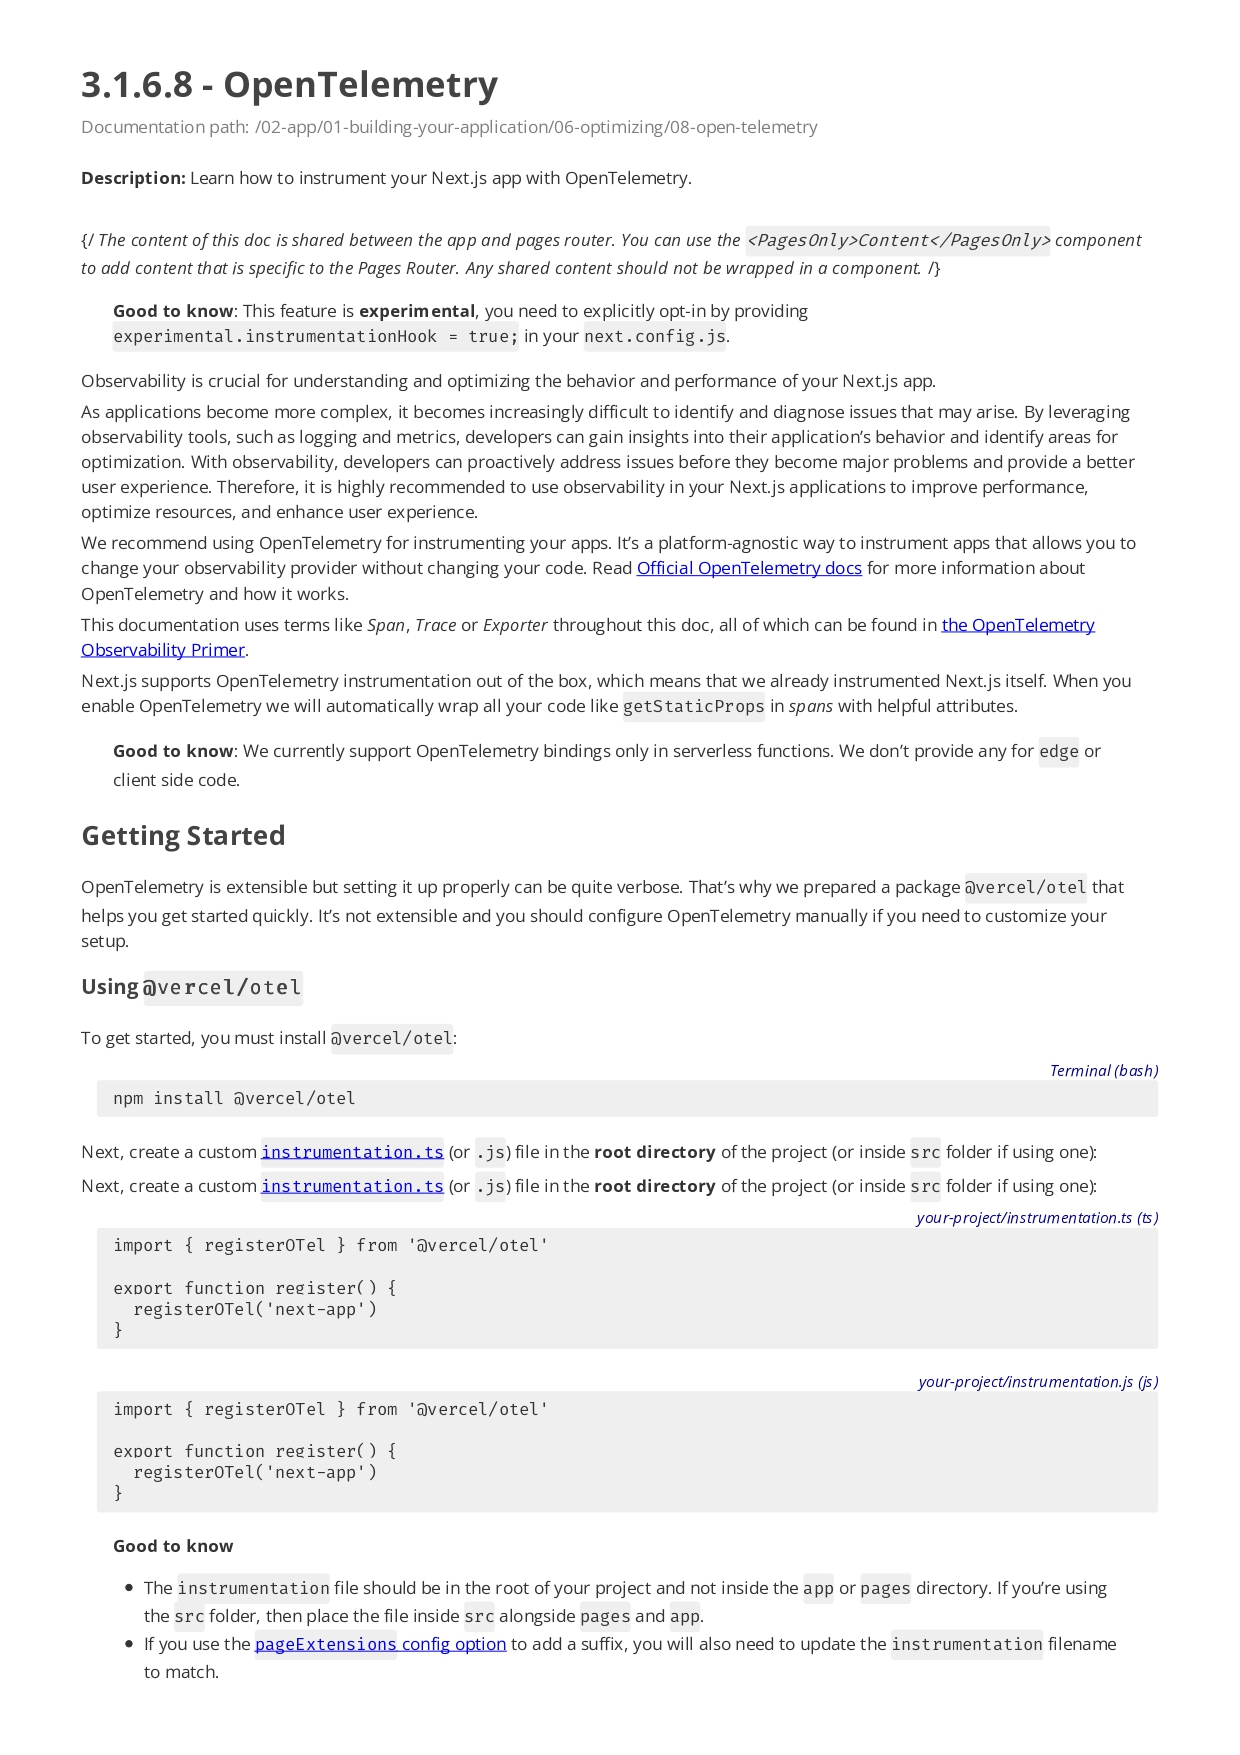 3.1.6.8 - OpenTelemetry
Documentation path: /02-app/01-building-your-application/06-optimizing/08-open-telemetry
Description: Learn how to instrument your Next.js app with OpenTelemetry.
{/ The content of this doc is shared between the app and pages router. You can use the <PagesOnly>Content</PagesOnly> component
to add content that is specific to the Pages Router. Any shared content should not be wrapped in a component. /}
Good to know: This feature is experimental, you need to explicitly opt-in by providing
experimental.instrumentationHook = true; in your next.config.js.
Observability is crucial for understanding and optimizing the behavior and performance of your Next.js app.
As applications become more complex, it becomes increasingly difficult to identify and diagnose issues that may arise. By leveraging
observability tools, such as logging and metrics, developers can gain insights into their application’s behavior and identify areas for
optimization. With observability, developers can proactively address issues before they become major problems and provide a better
user experience. Therefore, it is highly recommended to use observability in your Next.js applications to improve performance,
optimize resources, and enhance user experience.
We recommend using OpenTelemetry for instrumenting your apps. It’s a platform-agnostic way to instrument apps that allows you to
change your observability provider without changing your code. Read Official OpenTelemetry docs for more information about
OpenTelemetry and how it works.
This documentation uses terms like Span, Trace or Exporter throughout this doc, all of which can be found in the OpenTelemetry
Observability Primer.
Next.js supports OpenTelemetry instrumentation out of the box, which means that we already instrumented Next.js itself. When you
enable OpenTelemetry we will automatically wrap all your code like getStaticProps in spans with helpful attributes.
Good to know: We currently support OpenTelemetry bindings only in serverless functions. We don’t provide any for edge or
client side code.
Getting Started
OpenTelemetry is extensible but setting it up properly can be quite verbose. That’s why we prepared a package @vercel/otel that
helps you get started quickly. It’s not extensible and you should configure OpenTelemetry manually if you need to customize your
setup.
Using @vercel/otel
To get started, you must install @vercel/otel:
Terminal (bash)
npm install @vercel/otel
Next, create a custom instrumentation.ts (or .js) file in the root directory of the project (or inside src folder if using one):
Next, create a custom instrumentation.ts (or .js) file in the root directory of the project (or inside src folder if using one):
your-project/instrumentation.ts (ts)
import { registerOTel } from '@vercel/otel'
export function register() {
  registerOTel('next-app')
}
your-project/instrumentation.js (js)
import { registerOTel } from '@vercel/otel'
export function register() {
  registerOTel('next-app')
}
Good to know
• The instrumentation file should be in the root of your project and not inside the app or pages directory. If you’re using
the src folder, then place the file inside src alongside pages and app.
• If you use the pageExtensions config option to add a suffix, you will also need to update the instrumentation filename
to match.